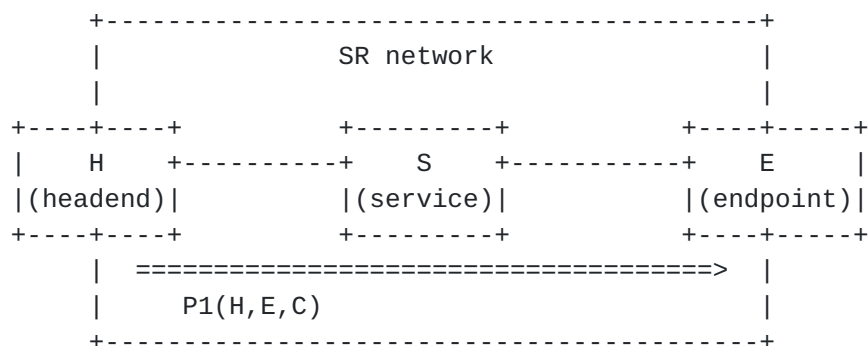 SR network
H S E
(headend) (service) (endpoint)
P1(H,E,C)